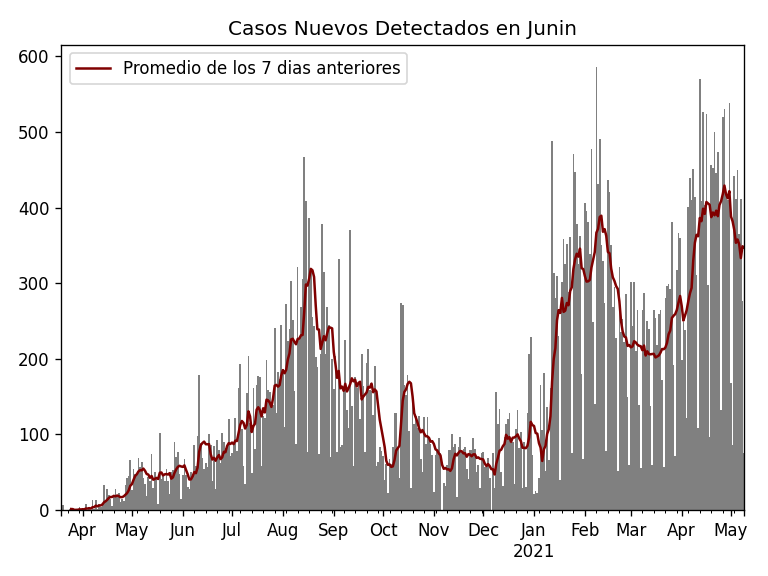 Casos Nuevos Detectados en Junin
Promedio de los 7 dias anteriores
600
500
400
300
200
100
0
Apr May Jun Jul Aug Sep Oct Nov Dec Jan Feb Mar Apr May
2021